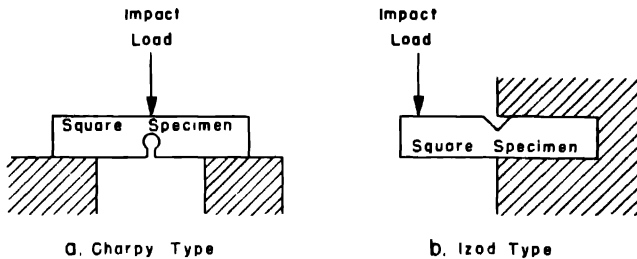 Impact
Load
Square Specimen
a. Charpy Type
Impact
Load
Square Specimen
b. Izod Type